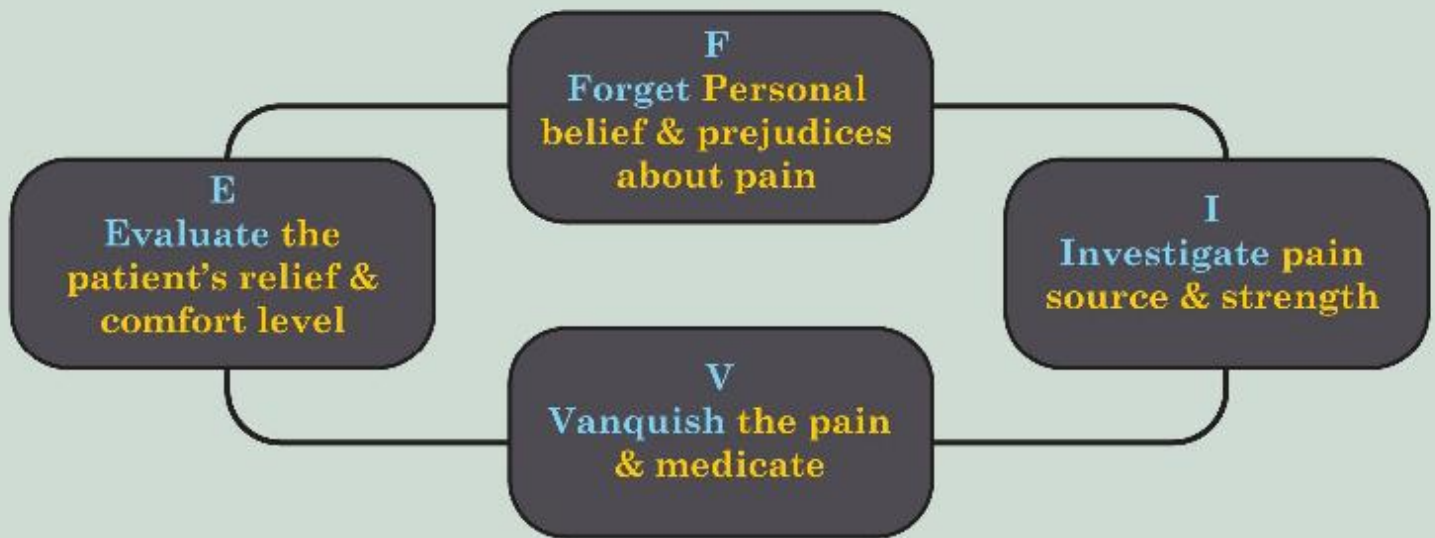 F
Forget Personal
belief & prejudices
about pain
I
Investigate pain
source & strength
V
Vanquish the pain
& medicate
E
Evaluate the
patient's relief &
comfort level